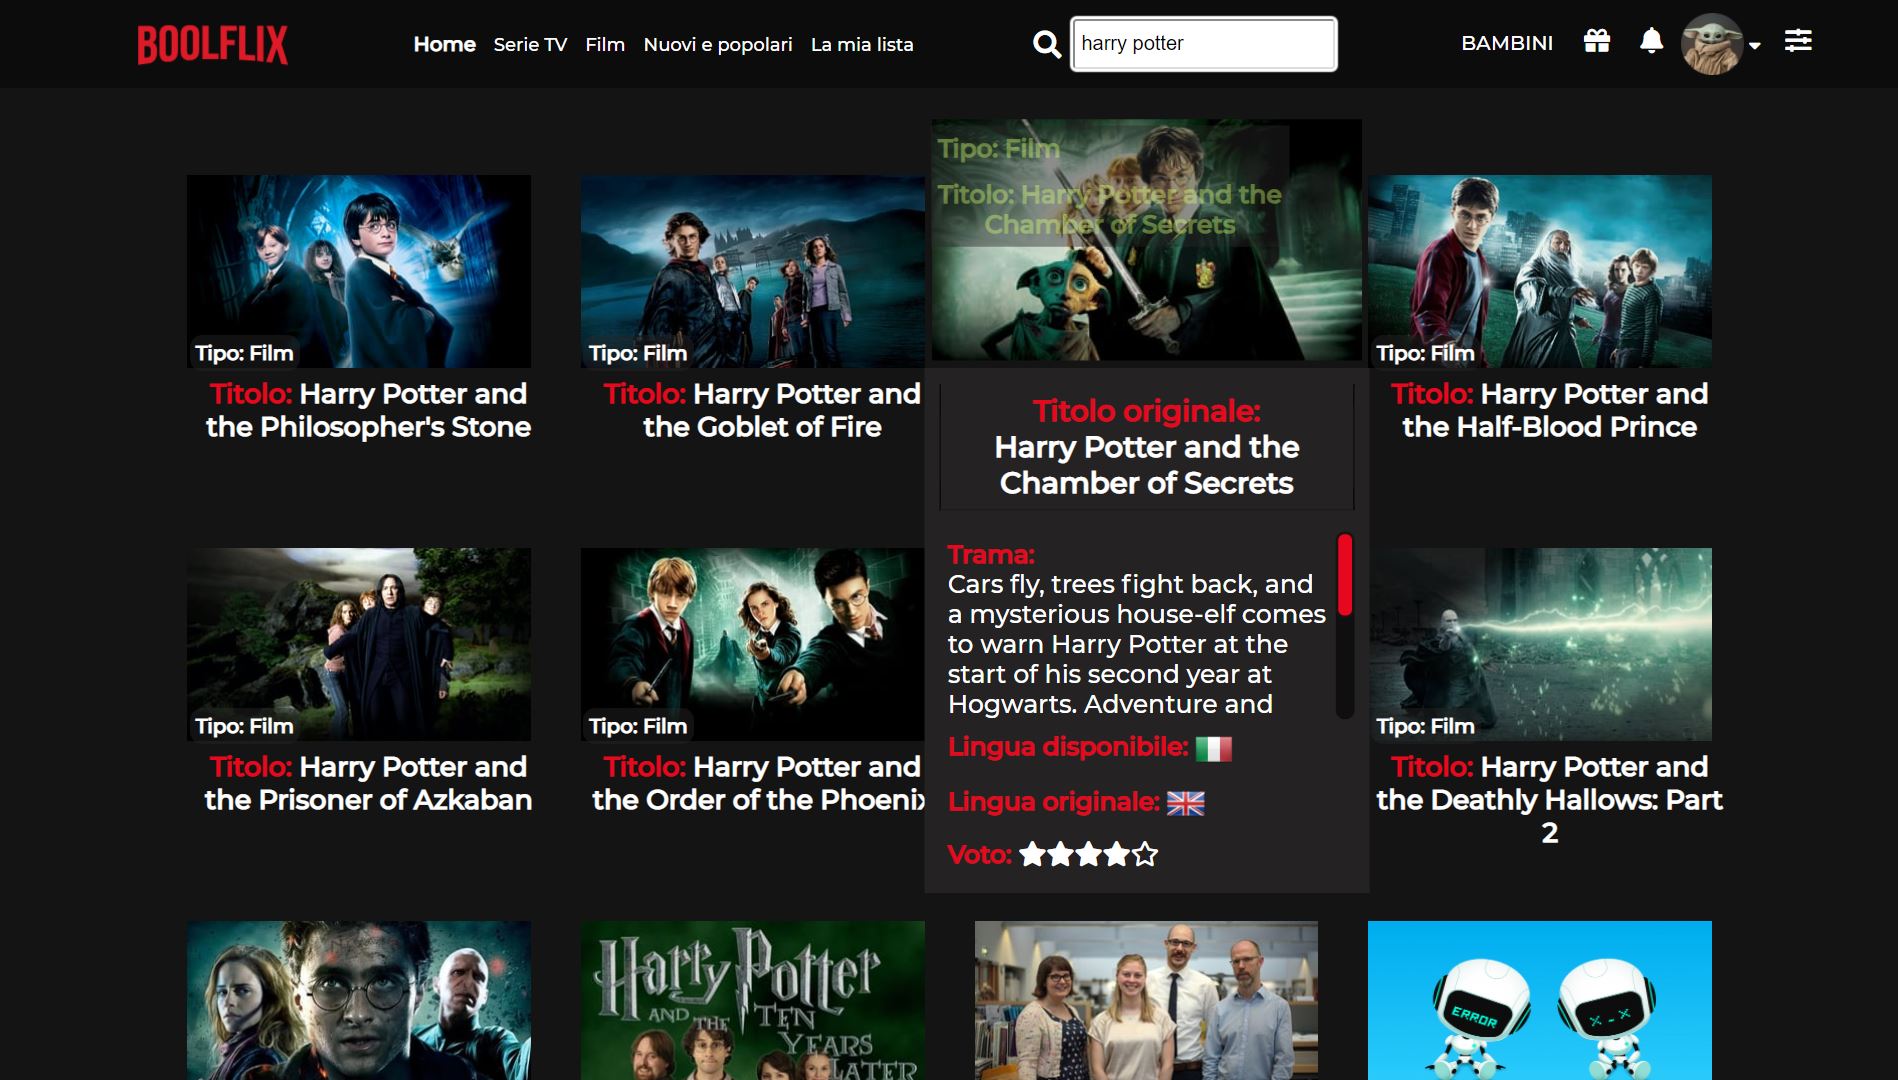 BOOLFLIX
Home Serie TV Film Nuovi e popolari La mia lista
harry potter
BAMBINI
Tipo: Film
Titolo: Harry Potter and
the Philosopher's Stone
Tipo: Film
Titolo: Harry Potter and
the Goblet of Fire
Tipo: Film
Titolo: Harry Potter and the
Chamber of Secrets
Titolo originale:
Harry Potter and the
Chamber of Secrets
Trama:
Cars fly, trees fight back, and
a mysterious house-elf comes
to warn Harry Potter at the
start of his second year at
Hogwarts. Adventure and
Lingua disponibile:
Lingua originale:
Voto:
Tipo: Film
Titolo: Harry Potter and
the Half-Blood Prince
Tipo: Film
Titolo: Harry Potter and
the Prisoner of Azkaban
Tipo: Film
Titolo: Harry Potter and
the Order of the Phoenix
Tipo: Film
Titolo: Harry Potter and
the Deathly Hallows: Part
2
Harry Potter
AND THE TEN
YEARS
LATER
ERROR
x - x